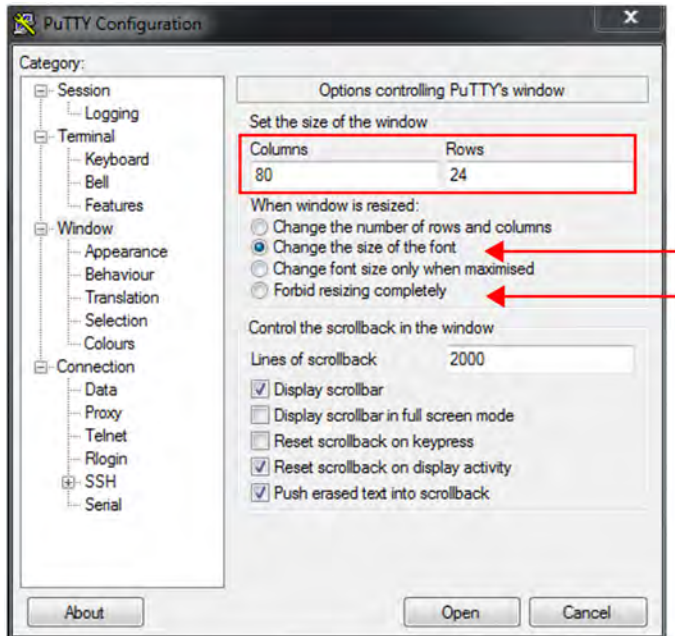 PuTTY Configuration
X
Category:
Session
Logging
Terminal
Keyboard
Bell
Features
Window
Appearance
Behaviour
Translation
Selection
Colours
Connection
Data
Proxy
Telnet
Rlogin
SSH
Serial
Options controlling PuTTY's window
Set the size of the window
Columns Rows
80 24
When window is resized:
Change the number of rows and columns
Change the size of the font
Change font size only when maximised
Forbid resizing completely
Control the scrollback in the window
Lines of scrollback 2000
Display scrollbar
Display scrollbar in full screen mode
Reset scrollback on keypress
Reset scrollback on display activity
Push erased text into scrollback
About Open Cancel